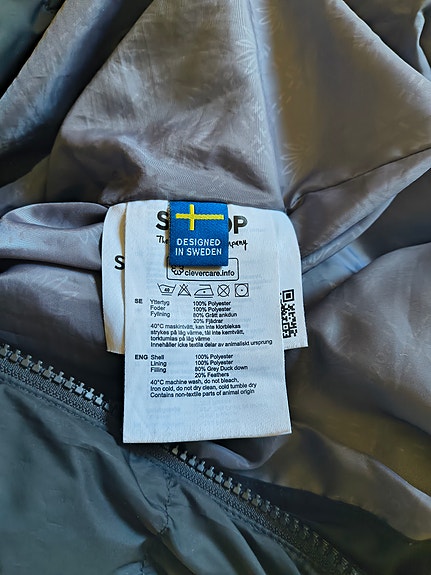 DESIGNED
IN SWEDEN
clevercare.info
40
SE Yttertyg 100% Polyester
Foder 100% Polyester
Fyllning 80% Grått ankdun
20% Fjädrar
40°C maskintvätt, kan inte klorblekas
strykes på låg värme, tål inte kemtvätt,
torktumlas på låg värme
Innehåller icke textila delar av animaliskt ursprung
ENG Shell 100% Polyester
Lining 100% Polyester
Filling 80% Grey Duck down
20% Feathers
40°C machine wash, do not bleach,
Iron cold, do not dry clean, cold tumble dry
Contains non-textile parts of animal origin